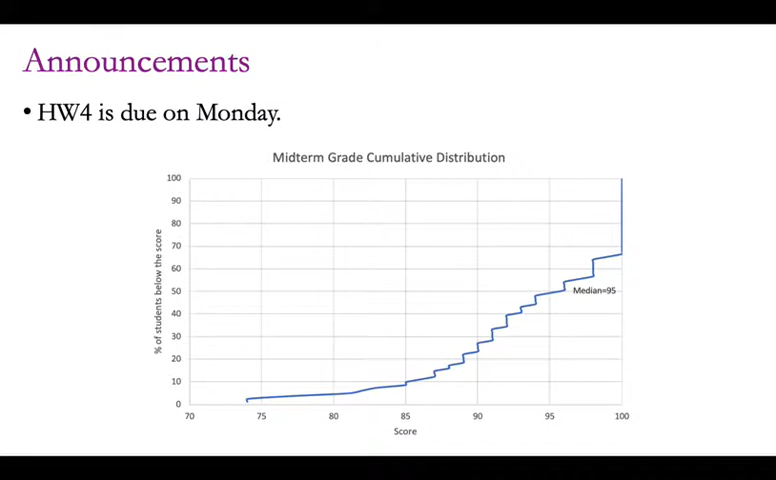 Announcements
• HW4 is due on Monday.
Midterm Grade Cumulative Distribution
% of students below the score
100
90
80
70
60
50
40
30
20
10
0
Median=95
70 75 80 85 90 95 100
Score